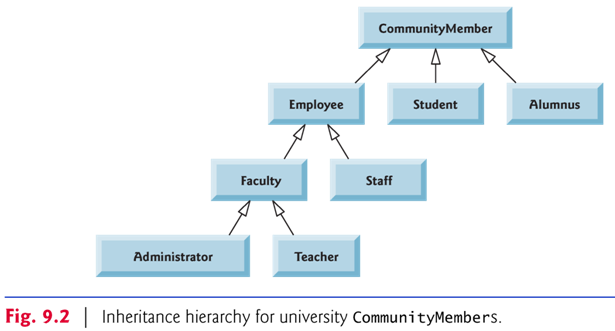 CommunityMember
Employee Student Alumnus
Faculty Staff
Administrator Teacher
Fig. 9.2 | Inheritance hierarchy for university CommunityMembers.